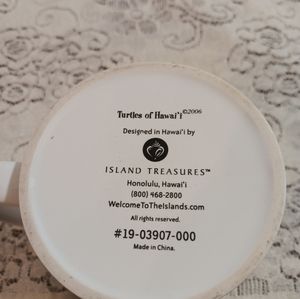 Turtles of Hawai'i ©2006
Designed in Hawai'i by
ISLAND TREASURES™
Honolulu, Hawai'i
(800) 468-2800
WelcomeToTheIslands.com
All rights reserved.
#19-03907-000
Made in China.